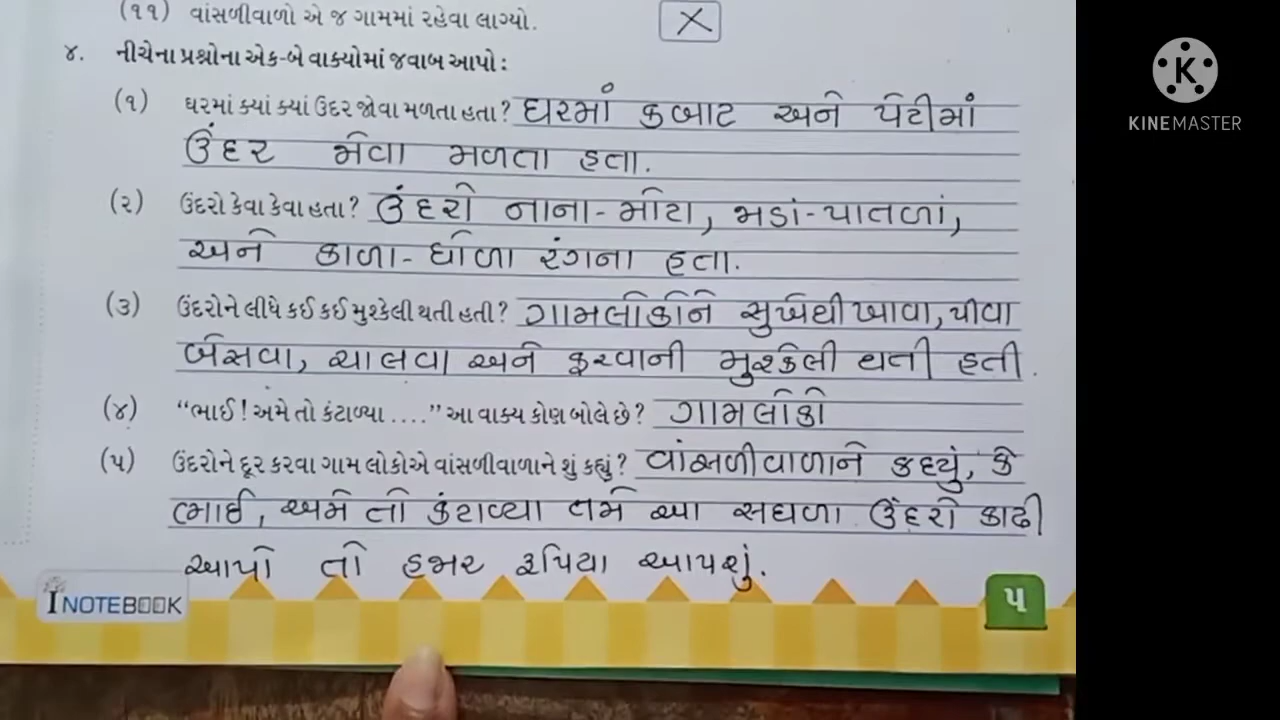 (૧૧) વાંસળીવાળો એ જ ગામમાં રહેવા લાગ્યો. X
૪. નીચેના પ્રશ્નોના એક-બે વાક્યોમાં જવાબ આપો :
(૧) ઘરમાં ક્યાં ક્યાં ઉંદર જોવા મળતા હતા? ઘરમાં કબાટ અને પેટીમાં
ઉંદર જોવા મળતા હતા.
(૨) ઉંદરો કેવા કેવા હતા? ઉંદરો નાના-મોટા, જાડાં-પાતળાં,
અને કાળા-ધોળા રંગના હતા.
(૩) ઉંદરોને લીધે કઈ કઈ મુશ્કેલી થતી હતી? ગામલોકોને સુખેથી ખાવા, પીવા
બેસવા, ચાલવા અને ફરવાની મુશ્કેલી થતી હતી.
(૪) “ભાઈ! અમે તો કંટાળ્યા ....” આ વાક્ય કોણ બોલે છે? ગામલોકો
(૫) ઉંદરોને દૂર કરવા ગામ લોકોએ વાંસળીવાળાને શું કહ્યું? વાંસળીવાળાને કહ્યું, કે
ભાઈ, અમે તો કંટાળ્યા તમે આ સઘળા ઉંદરો કાઢી
આપો તો હજાર રૂપિયા આપશું.
iNOTEBOOK
૫
K
KINEMASTER